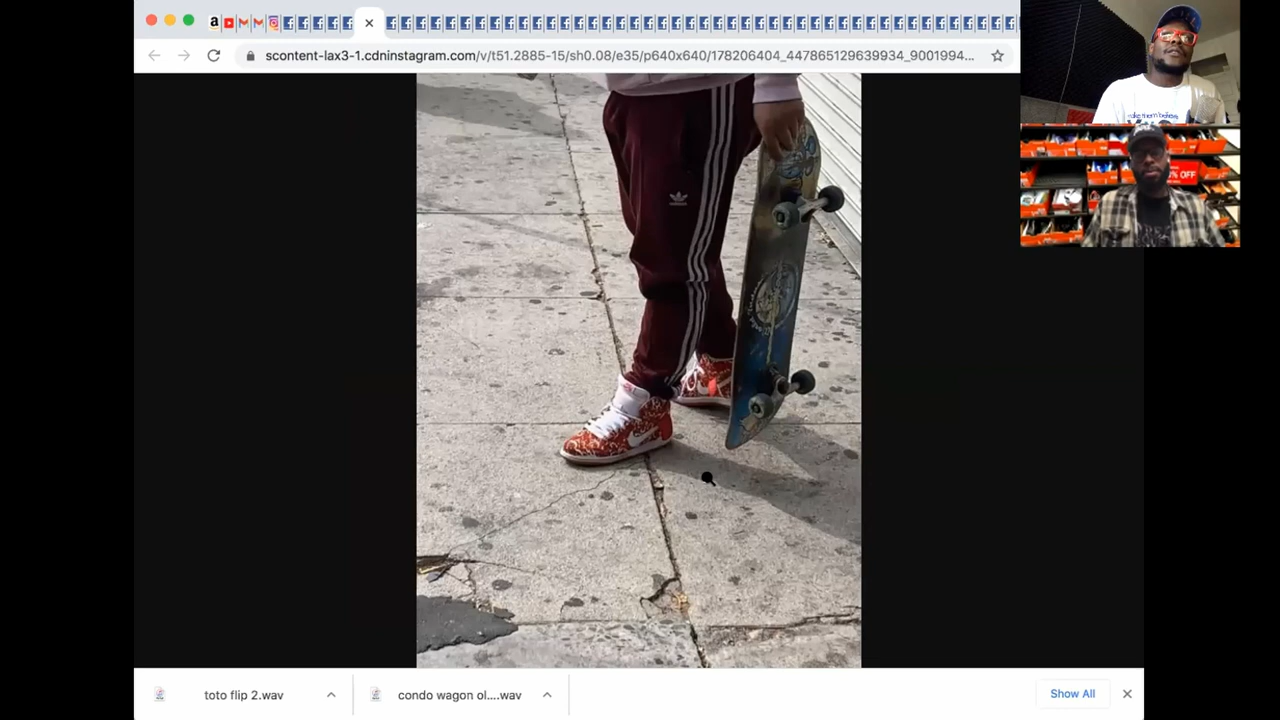 scontent-lax3-1.cdninstagram.com/v/t51.2885-15/sh0.08/e35/p640x640/178206404_447865129639934_9001994...
% OFF
toto flip 2.wav
condo wagon ol....wav
Show All